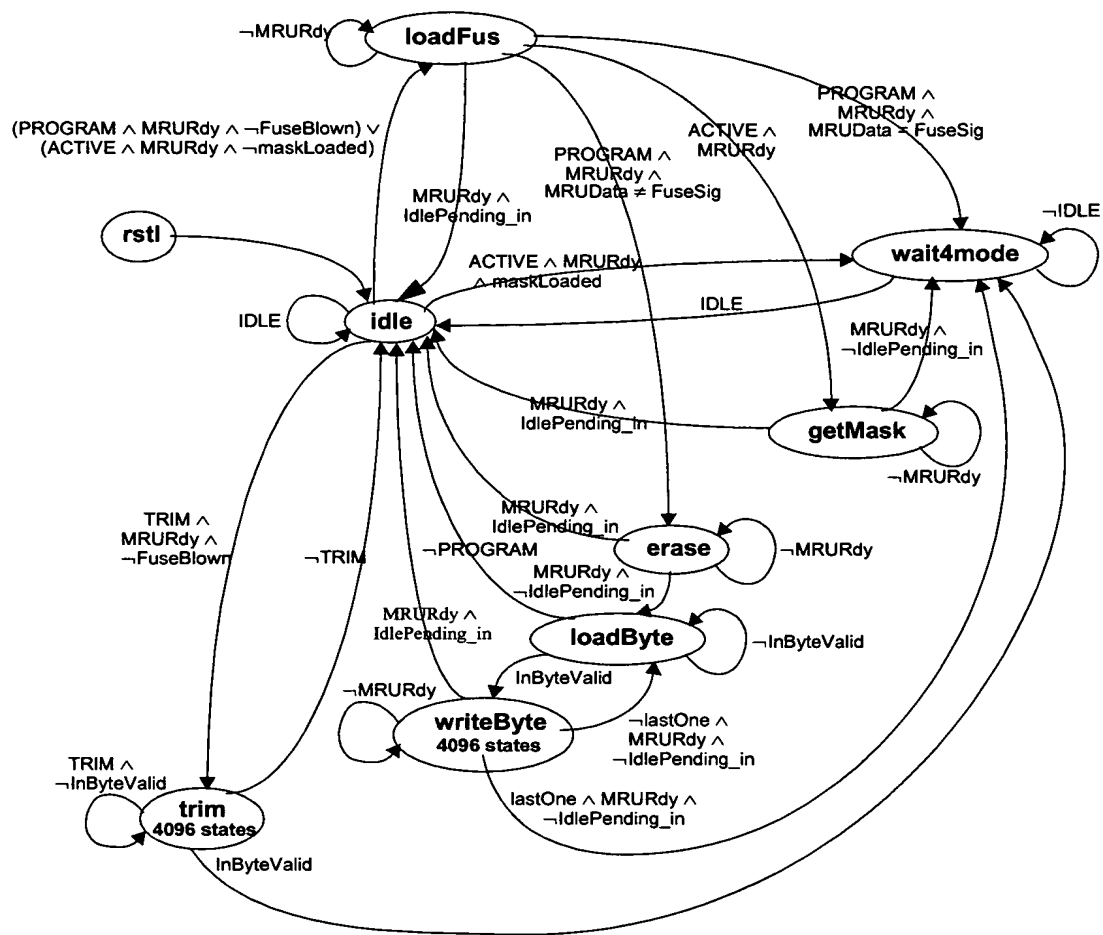 ¬MRURdy
loadFus
(PROGRAM ∧ MRURdy ∧ ¬FuseBlown) ∨
(ACTIVE ∧ MRURdy ∧ ¬maskLoaded)
PROGRAM ∧
MRURdy ∧
MRUData = FuseSig
ACTIVE ∧
MRURdy
PROGRAM ∧
MRURdy ∧
MRUData ≠ FuseSig
MRURdy ∧
IdlePending_in
rstl
¬IDLE
wait4mode
ACTIVE ∧ MRURdy
∧ maskLoaded
IDLE
IDLE
idle
MRURdy ∧
¬IdlePending_in
MRURdy ∧
IdlePending_in
getMask
¬MRURdy
TRIM ∧
MRURdy ∧
¬FuseBlown
¬TRIM
MRURdy ∧
IdlePending_in
¬PROGRAM
erase
¬MRURdy
MRURdy ∧
¬IdlePending_in
MRURdy ∧
IdlePending_in
loadByte
¬InByteValid
InByteValid
¬MRURdy
writeByte
4096 states
¬lastOne ∧
MRURdy ∧
¬IdlePending_in
TRIM ∧
¬InByteValid
trim
4096 states
lastOne ∧ MRURdy ∧
¬IdlePending_in
InByteValid